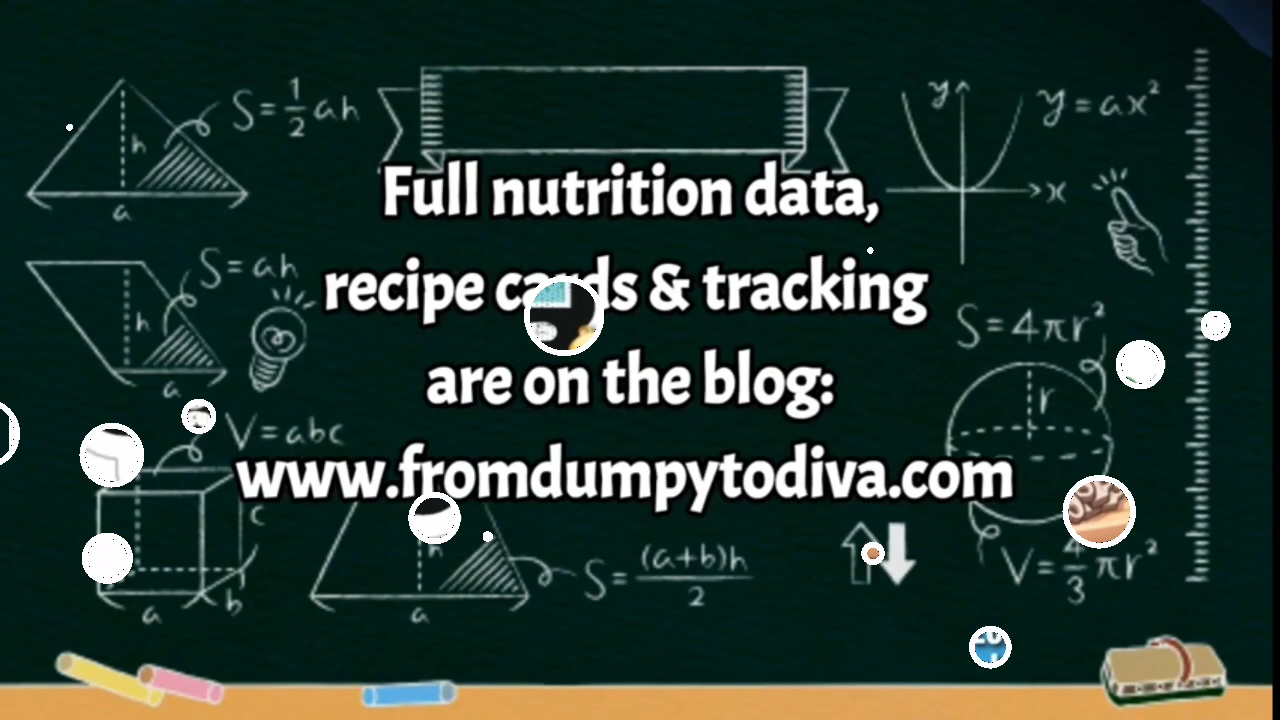 S = 1/2 ah
h
a
y
y = ax²
x
Full nutrition data,
recipe cards & tracking
are on the blog:
www.fromdumpytodiva.com
S = ah
h
a
S = 4πr²
r
V = abc
c
a
b
h
a
S = (a+b)h / 2
V = 4/3 πr²